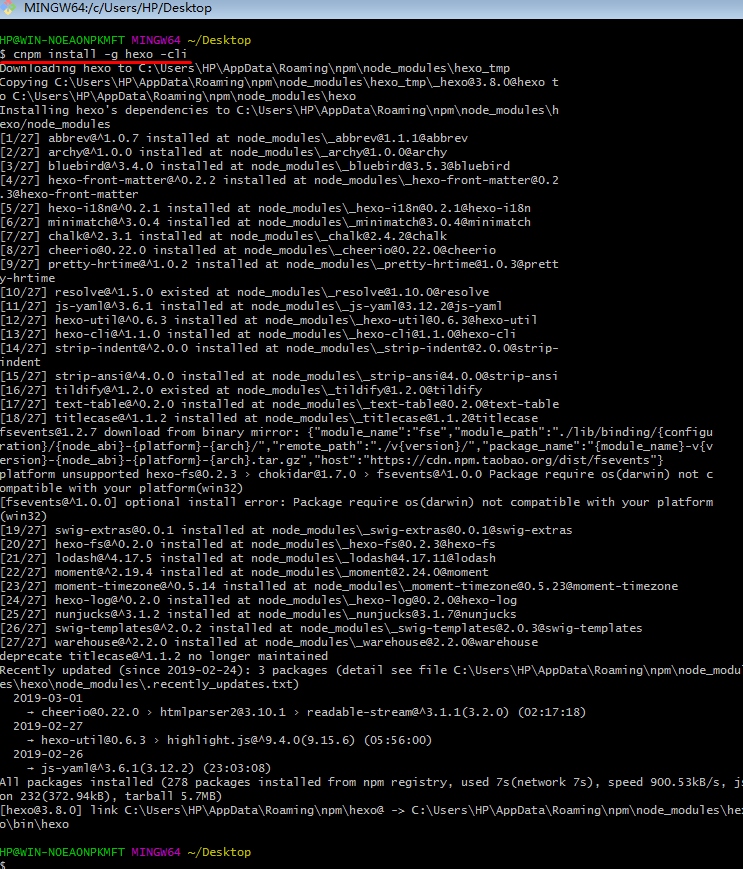 MINGW64:/c/Users/HP/Desktop
HP@WIN-NOEAONPKMFT MINGW64 ~/Desktop
$ cnpm install -g hexo -cli
Downloading hexo to C:\Users\HP\AppData\Roaming\npm\node_modules\hexo_tmp
Copying C:\Users\HP\AppData\Roaming\npm\node_modules\hexo_tmp\_hexo@3.8.0@hexo t
o C:\Users\HP\AppData\Roaming\npm\node_modules\hexo
Installing hexo's dependencies to C:\Users\HP\AppData\Roaming\npm\node_modules\h
exo/node_modules
[1/27] abbrev@^1.0.7 installed at node_modules\_abbrev@1.1.1@abbrev
[2/27] archy@^1.0.0 installed at node_modules\_archy@1.0.0@archy
[3/27] bluebird@^3.4.0 installed at node_modules\_bluebird@3.5.3@bluebird
[4/27] hexo-front-matter@^0.2.2 installed at node_modules\_hexo-front-matter@0.2
.3@hexo-front-matter
[5/27] hexo-i18n@^0.2.1 installed at node_modules\_hexo-i18n@0.2.1@hexo-i18n
[6/27] minimatch@^3.0.4 installed at node_modules\_minimatch@3.0.4@minimatch
[7/27] chalk@^2.3.1 installed at node_modules\_chalk@2.4.2@chalk
[8/27] cheerio@0.22.0 installed at node_modules\_cheerio@0.22.0@cheerio
[9/27] pretty-hrtime@^1.0.2 installed at node_modules\_pretty-hrtime@1.0.3@prett
y-hrtime
[10/27] resolve@^1.5.0 existed at node_modules\_resolve@1.10.0@resolve
[11/27] js-yaml@^3.6.1 installed at node_modules\_js-yaml@3.12.2@js-yaml
[12/27] hexo-util@^0.6.3 installed at node_modules\_hexo-util@0.6.3@hexo-util
[13/27] hexo-cli@^1.1.0 installed at node_modules\_hexo-cli@1.1.0@hexo-cli
[14/27] strip-indent@^2.0.0 installed at node_modules\_strip-indent@2.0.0@strip-
indent
[15/27] strip-ansi@^4.0.0 installed at node_modules\_strip-ansi@4.0.0@strip-ansi
[16/27] tildify@^1.2.0 existed at node_modules\_tildify@1.2.0@tildify
[17/27] text-table@^0.2.0 installed at node_modules\_text-table@0.2.0@text-table
[18/27] titlecase@^1.1.2 installed at node_modules\_titlecase@1.1.2@titlecase
fsevents@1.2.7 download from binary mirror: {"module_name":"fse","module_path":"./lib/binding/{configu
ration}/{node_abi}-{platform}-{arch}/","remote_path":"./v{version}/","package_name":"{module_name}-v{v
ersion}-{node_abi}-{platform}-{arch}.tar.gz","host":"https://cdn.npm.taobao.org/dist/fsevents"}
platform unsupported hexo-fs@0.2.3 › chokidar@1.7.0 › fsevents@^1.0.0 Package require os(darwin) not c
ompatible with your platform(win32)
[fsevents@^1.0.0] optional install error: Package require os(darwin) not compatible with your platform
(win32)
[19/27] swig-extras@0.0.1 installed at node_modules\_swig-extras@0.0.1@swig-extras
[20/27] hexo-fs@^0.2.0 installed at node_modules\_hexo-fs@0.2.3@hexo-fs
[21/27] lodash@^4.17.5 installed at node_modules\_lodash@4.17.11@lodash
[22/27] moment@^2.19.4 installed at node_modules\_moment@2.24.0@moment
[23/27] moment-timezone@^0.5.14 installed at node_modules\_moment-timezone@0.5.23@moment-timezone
[24/27] hexo-log@^0.2.0 installed at node_modules\_hexo-log@0.2.0@hexo-log
[25/27] nunjucks@^3.1.2 installed at node_modules\_nunjucks@3.1.7@nunjucks
[26/27] swig-templates@^2.0.2 installed at node_modules\_swig-templates@2.0.3@swig-templates
[27/27] warehouse@^2.2.0 installed at node_modules\_warehouse@2.2.0@warehouse
deprecate titlecase@^1.1.2 no longer maintained
Recently updated (since 2019-02-24): 3 packages (detail see file C:\Users\HP\AppData\Roaming\npm\node_modul
es\hexo\node_modules\.recently_updates.txt)
2019-03-01
→ cheerio@0.22.0 › htmlparser2@3.10.1 › readable-stream@^3.1.1(3.2.0) (02:17:18)
2019-02-27
→ hexo-util@0.6.3 › highlight.js@^9.4.0(9.15.6) (05:56:00)
2019-02-26
→ js-yaml@^3.6.1(3.12.2) (23:03:08)
All packages installed (278 packages installed from npm registry, used 7s(network 7s), speed 900.53kB/s, js
on 232(372.94kB), tarball 5.7MB)
[hexo@3.8.0] link C:\Users\HP\AppData\Roaming\npm\hexo@ -> C:\Users\HP\AppData\Roaming\npm\node_modules\hex
o\bin\hexo
HP@WIN-NOEAONPKMFT MINGW64 ~/Desktop
$